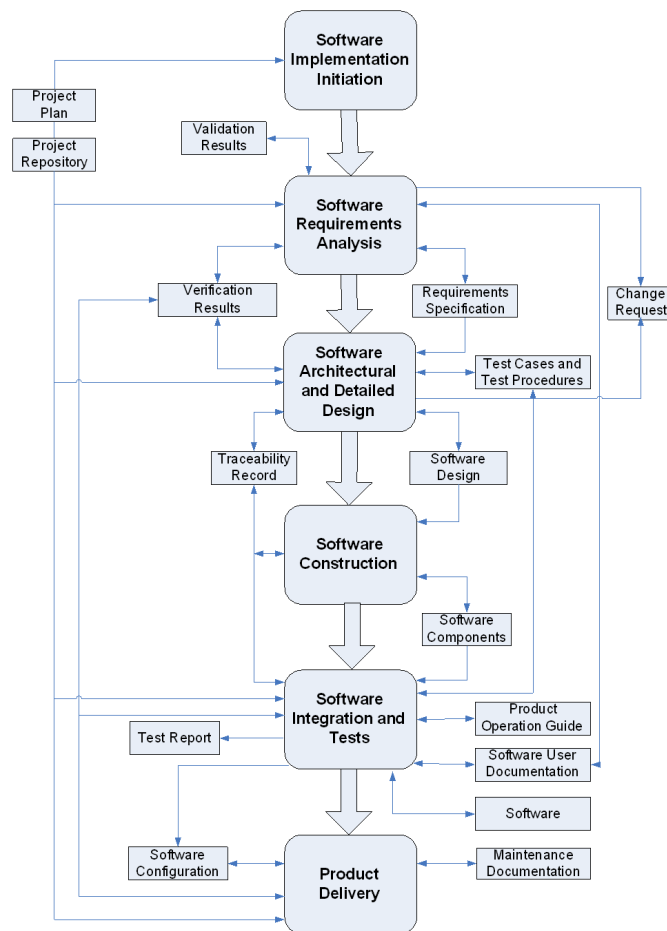 Software
Implementation
Initiation
Project
Plan
Project
Repository
Validation
Results
Software
Requirements
Analysis
Verification
Results
Requirements
Specification
Change
Request
Software
Architectural
and Detailed
Design
Test Cases and
Test Procedures
Traceability
Record
Software
Design
Software
Construction
Software
Components
Software
Integration and
Tests
Product
Operation Guide
Test Report
Software User
Documentation
Software
Software
Configuration
Product
Delivery
Maintenance
Documentation